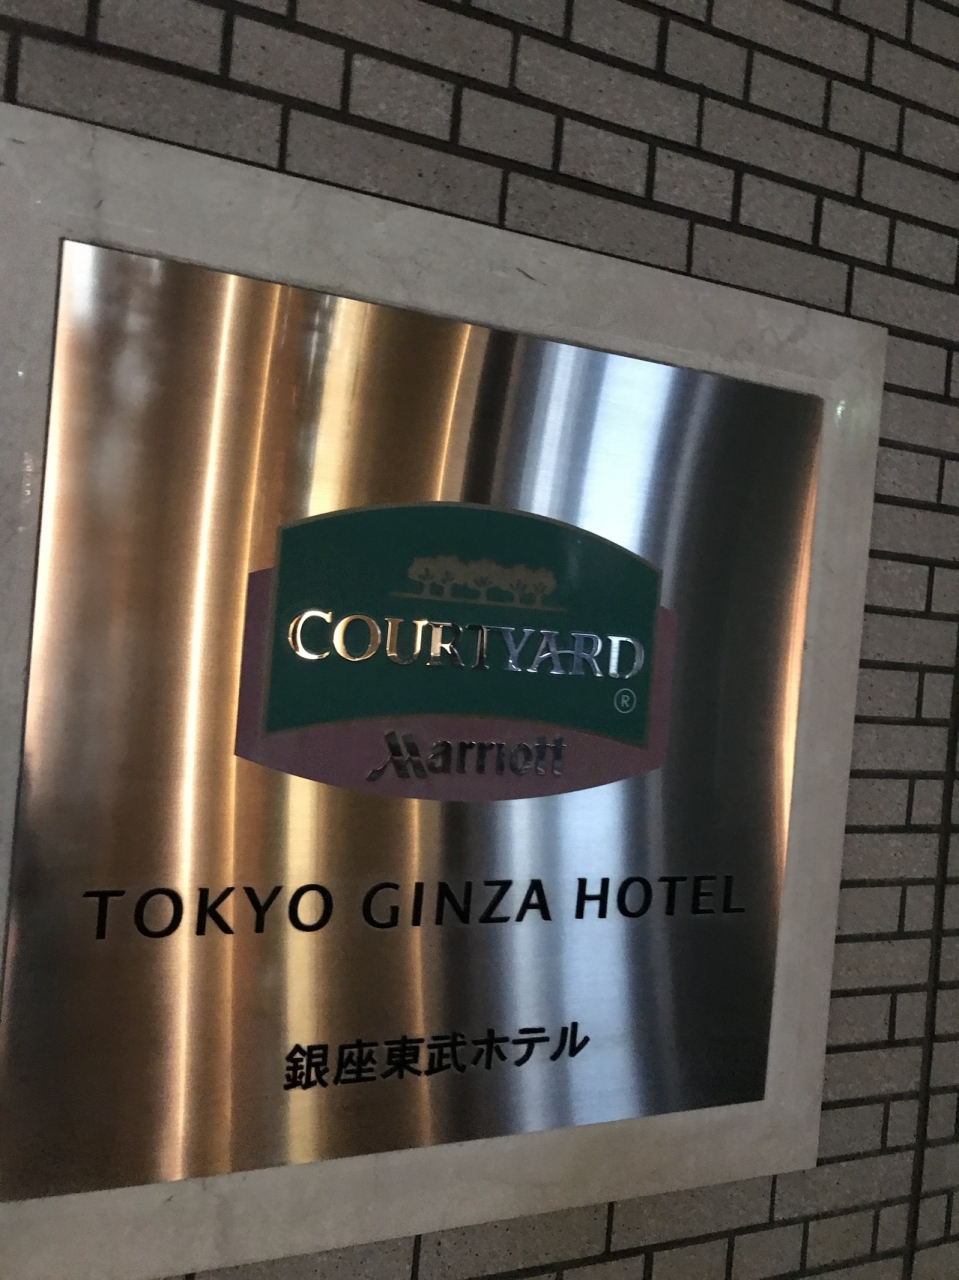 COURTYARD
®
Marriott
TOKYO GINZA HOTEL
銀座東武ホテル